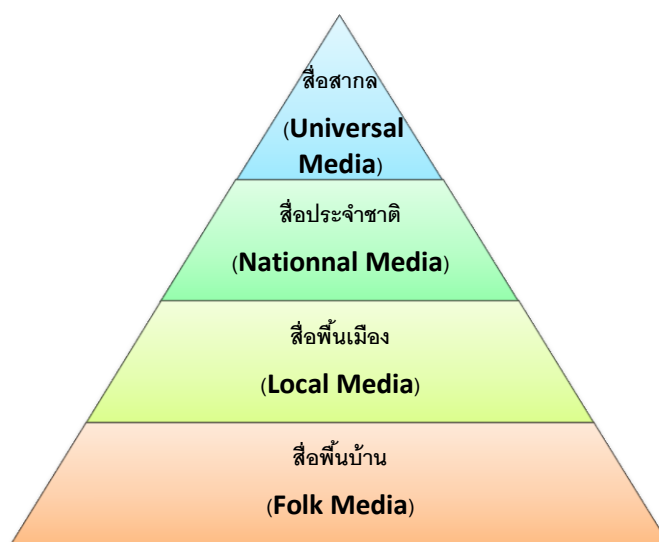 สื่อสากล
(Universal
Media)
สื่อประจำชาติ
(Nationnal Media)
สื่อพื้นเมือง
(Local Media)
สื่อพื้นบ้าน
(Folk Media)